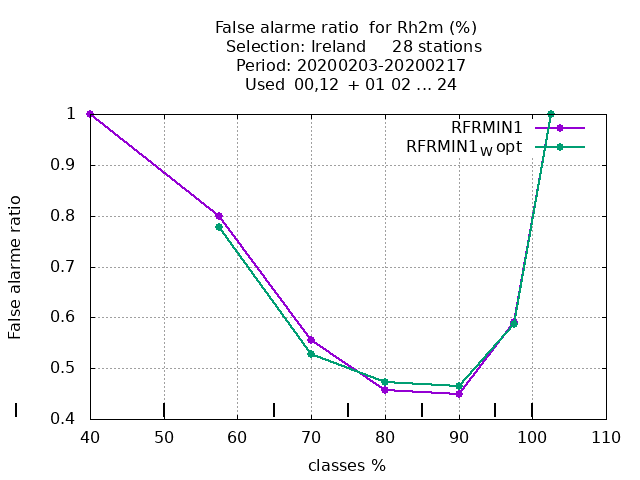 False alarme ratio  for Rh2m (%)
Selection: Ireland     28 stations
Period: 20200203-20200217
Used  00,12  + 01 02 ... 24
RFRMIN1
RFRMIN1W opt
1
0.9
0.8
0.7
0.6
0.5
0.4
False alarme ratio
40 50 60 70 80 90 100 110
classes %